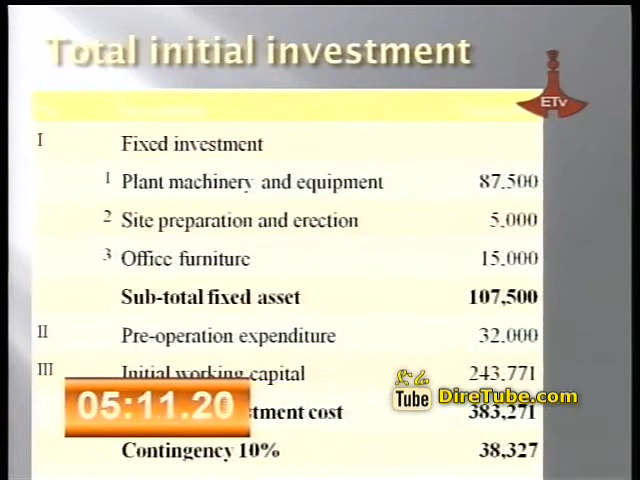 Total initial investment
ETV
I Fixed investment
1 Plant machinery and equipment 87,500
2 Site preparation and erection 5,000
3 Office furniture 15,000
Sub-total fixed asset 107,500
II Pre-operation expenditure 32,000
III Initial working capital 243,771
05:11.20
cost 383,271
Contingency 10% 38,327
ድሬ
Tube DireTube.com